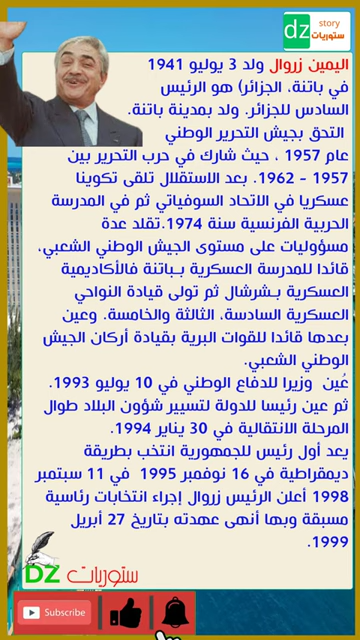 story
ستوريات
dz
اليمين زروال ولد 3 يوليو 1941
في باتنة، الجزائر) هو الرئيس
السادس للجزائر. ولد بمدينة باتنة.
التحق بجيش التحرير الوطني
عام 1957 ، حيث شارك في حرب التحرير بين
1957 - 1962. بعد الاستقلال تلقى تكوينا
عسكريا في الاتحاد السوفياتي ثم في المدرسة
الحربية الفرنسية سنة 1974.تقلد عدة
مسؤوليات على مستوى الجيش الوطني الشعبي،
قائدا للمدرسة العسكرية بـباتنة فالأكاديمية
العسكرية بـشرشال ثم تولى قيادة النواحي
العسكرية السادسة، الثالثة والخامسة. وعين
بعدها قائدا للقوات البرية بقيادة أركان الجيش
الوطني الشعبي.
عُين وزيرا للدفاع الوطني في 10 يوليو 1993.
ثم عين رئيسا للدولة لتسيير شؤون البلاد طوال
المرحلة الانتقالية في 30 يناير 1994.
يعد أول رئيس للجمهورية انتخب بطريقة
ديمقراطية في 16 نوفمبر 1995 في 11 سبتمبر
1998 أعلن الرئيس زروال إجراء انتخابات رئاسية
مسبقة وبها أنهى عهدته بتاريخ 27 أبريل
1999.
ستوريات DZ
Subscribe